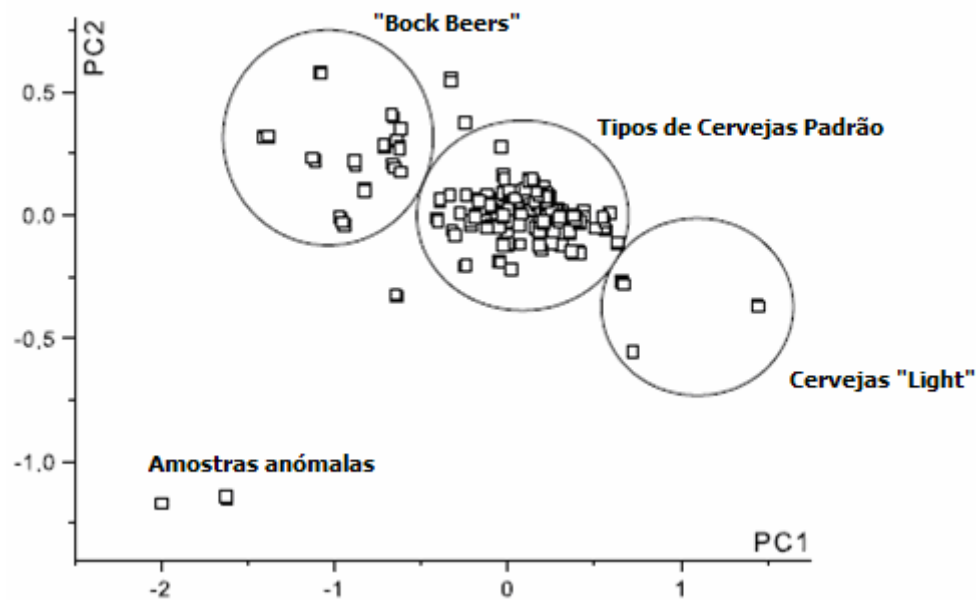 "Bock Beers"
PC2
0.5
Tipos de Cervejas Padrão
0.0
-0,5
Cervejas "Light"
-1.0
Amostras anómalas
PC1
-2
-1
0
1